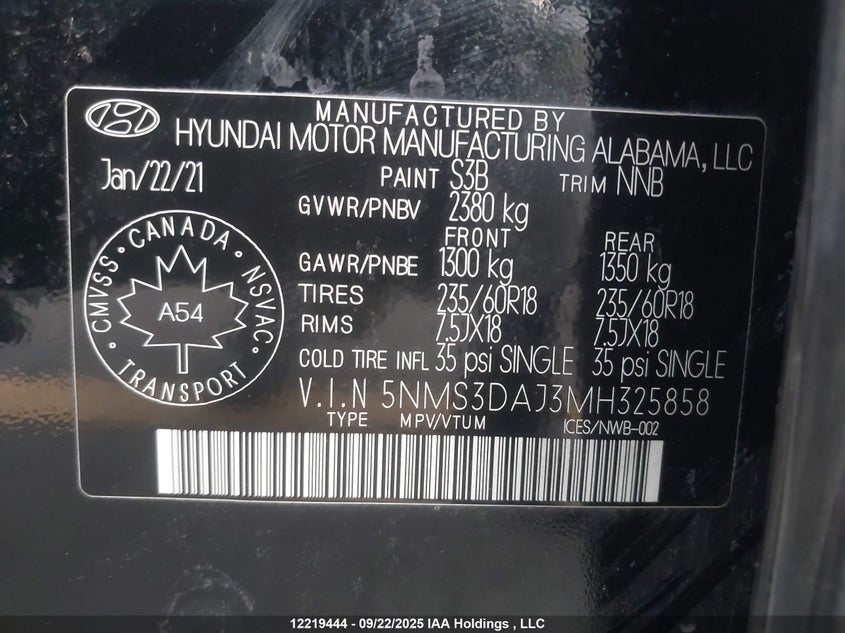 MANUFACTURED BY
HYUNDAI MOTOR MANUFACTURING ALABAMA, LLC
Jan/22/21 PAINT S3B TRIM NNB
GVWR/PNBV 2380 kg
FRONT REAR
GAWR/PNBE 1300 kg 1350 kg
TIRES 235/60R18 235/60R18
RIMS 7.5JX18 7.5JX18
COLD TIRE INFL 35 psi SINGLE 35 psi SINGLE
V.I.N 5NMS3DAJ3MH325858
TYPE MPV/VTUM ICES/NWB-002
CMVSS • CANADA • NSVAC •
A54
TRANSPORT
12219444 - 09/22/2025 IAA Holdings , LLC